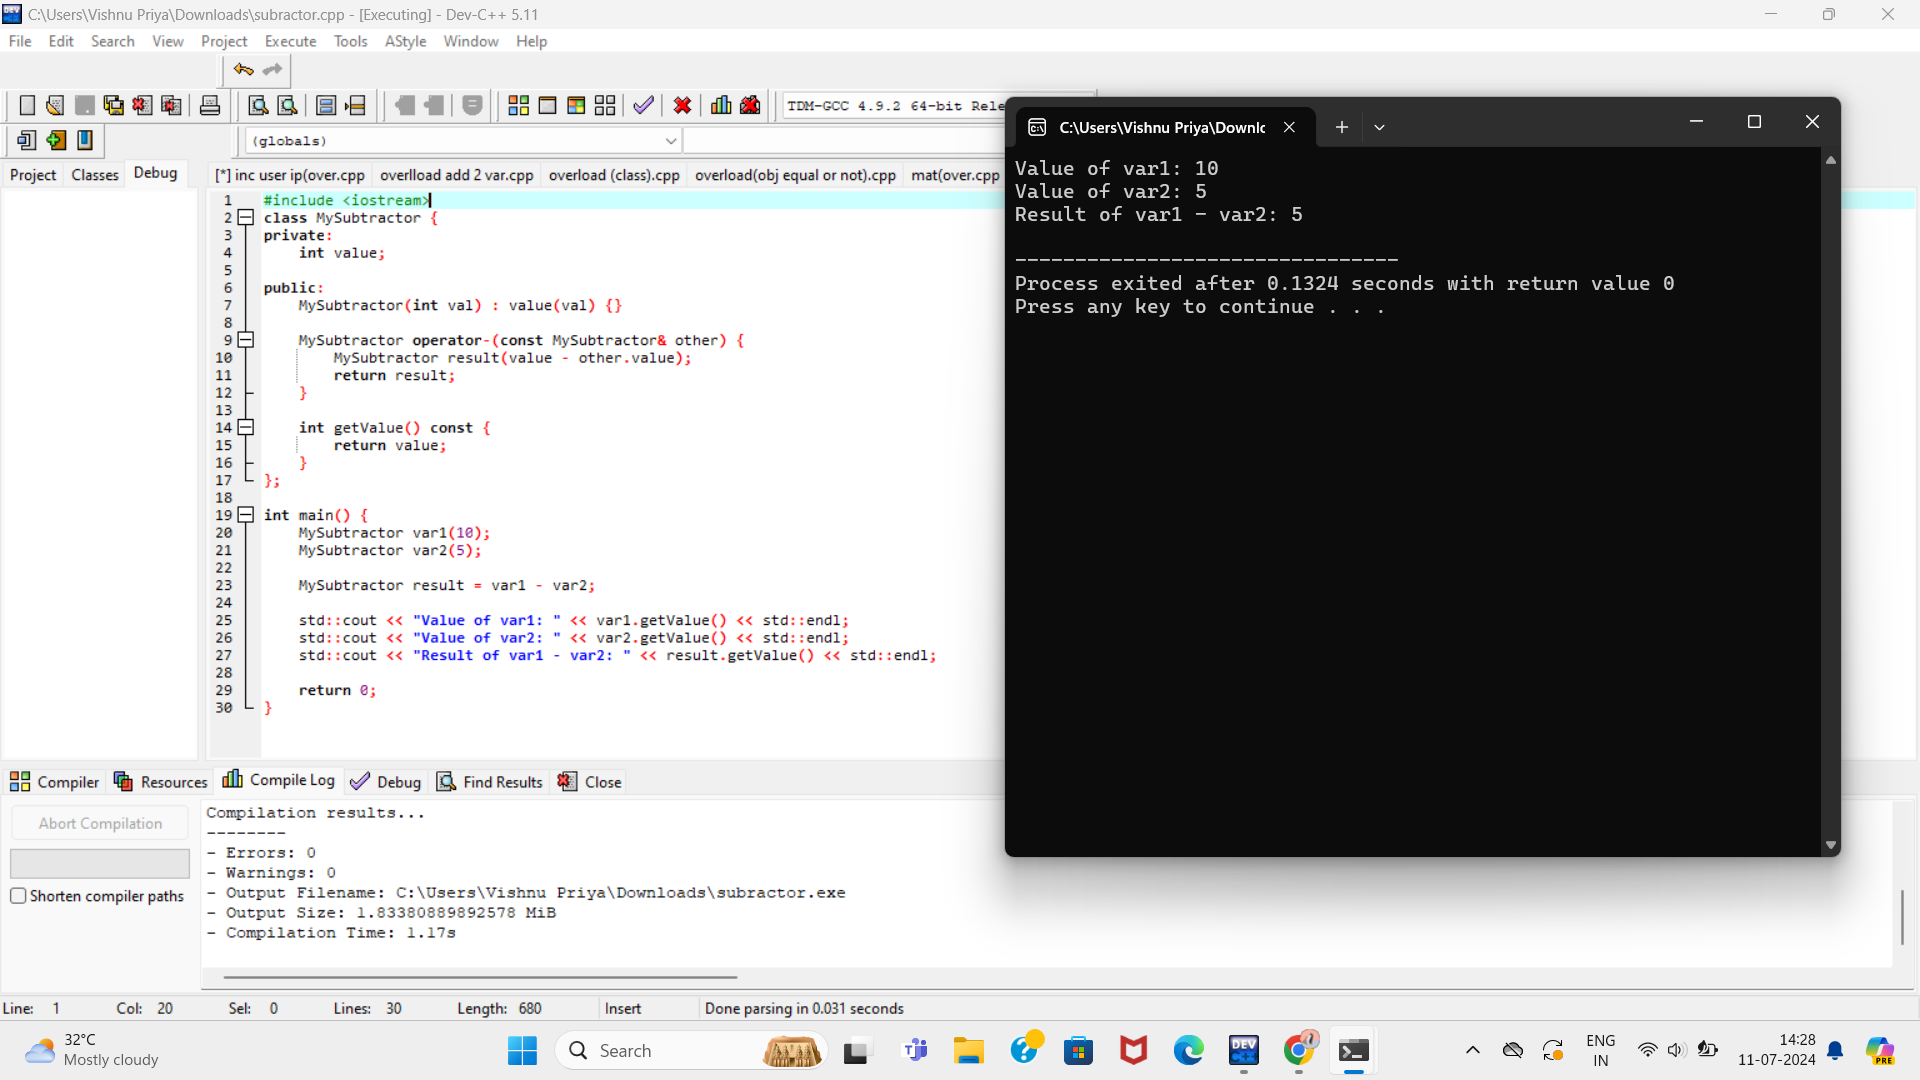 C:\Users\Vishnu Priya\Downloads\subractor.cpp - [Executing] - Dev-C++ 5.11
File Edit Search View Project Execute Tools AStyle Window Help
TDM-GCC 4.9.2 64-bit Rele
(globals)
Project Classes Debug
[*] inc user ip(over.cpp overlload add 2 var.cpp overload (class).cpp overload(obj equal or not).cpp mat(over.cpp
1 #include <iostream>
2 class MySubtractor {
3 private:
4 int value;
5
6 public:
7 MySubtractor(int val) : value(val) {}
8
9 MySubtractor operator-(const MySubtractor& other) {
10 MySubtractor result(value - other.value);
11 return result;
12 }
13
14 int getValue() const {
15 return value;
16 }
17 };
18
19 int main() {
20 MySubtractor var1(10);
21 MySubtractor var2(5);
22
23 MySubtractor result = var1 - var2;
24
25 std::cout << "Value of var1: " << var1.getValue() << std::endl;
26 std::cout << "Value of var2: " << var2.getValue() << std::endl;
27 std::cout << "Result of var1 - var2: " << result.getValue() << std::endl;
28
29 return 0;
30 }
C:\Users\Vishnu Priya\Downlc
Value of var1: 10
Value of var2: 5
Result of var1 - var2: 5
--------------------------------
Process exited after 0.1324 seconds with return value 0
Press any key to continue . . .
Compiler Resources Compile Log Debug Find Results Close
Abort Compilation
Shorten compiler paths
Compilation results...
--------
- Errors: 0
- Warnings: 0
- Output Filename: C:\Users\Vishnu Priya\Downloads\subractor.exe
- Output Size: 1.83380889892578 MiB
- Compilation Time: 1.17s
Line: 1 Col: 20 Sel: 0 Lines: 30 Length: 680 Insert Done parsing in 0.031 seconds
32°C
Mostly cloudy
Search
DEV
ENG
IN
14:28
11-07-2024
PRE